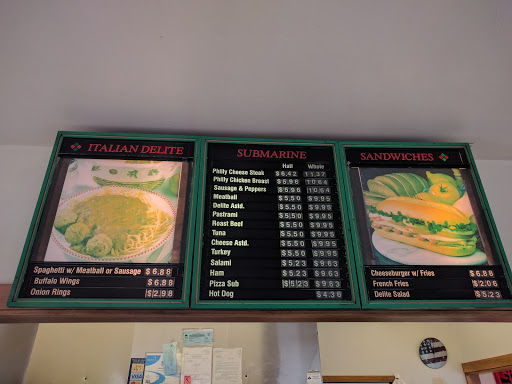 ITALIAN DELITE
Spaghetti w/ Meatball or Sausage $6.88
Buffalo Wings $6.88
Onion Rings $2.98
SUBMARINE
Half Whole
Philly Cheese Steak $6.42 11.37
Philly Chicken Breast $5.96 10.64
Sausage & Peppers $5.96 10.64
Meatball $5.50 $9.95
Delite Astd. $5.50 $9.95
Pastrami $5.50 $9.95
Roast Beef $5.50 $9.95
Tuna $5.50 $9.95
Cheese Astd. $5.50 $9.95
Turkey $5.50 $9.95
Salami $5.23 $9.63
Ham $5.23 $9.63
Pizza Sub $5.23 $9.63
Hot Dog $4.36
SANDWICHES
Cheeseburger w/ Fries $6.88
French Fries $2.06
Delite Salad $5.23
VISA